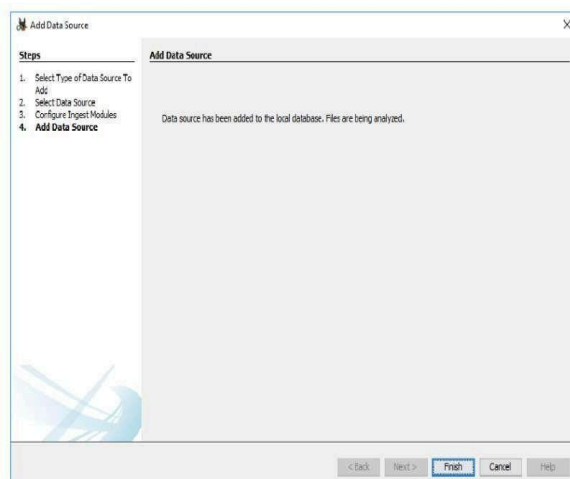 Add Data Source
Steps
1. Select Type of Data Source To
Add
2. Select Data Source
3. Configure Ingest Modules
4. Add Data Source
Add Data Source
Data source has been added to the local database. Files are being analyzed.
< Back Next > Finish Cancel Help